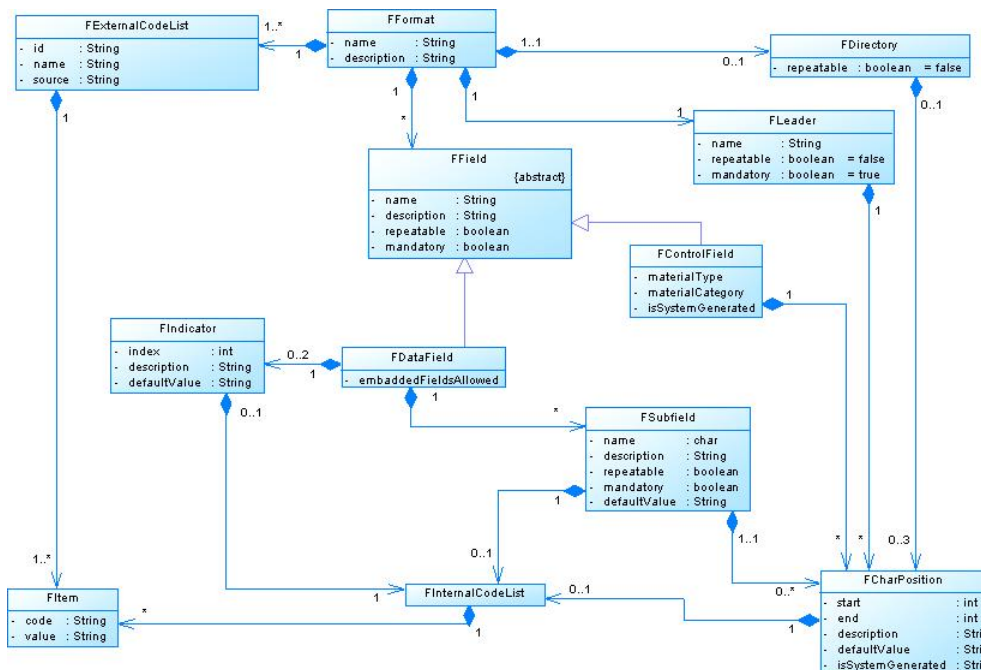 FExternalCodeList
- id : String
- name : String
- source : String
1..*
1
1
FFormat
- name : String
- description : String
1..1
0..1
1
*
1
1
FDirectory
- repeatable : boolean = false
0..1
FLeader
- name : String
- repeatable : boolean = false
- mandatory : boolean = true
1
FField
{abstract}
- name : String
- description : String
- repeatable : boolean
- mandatory : boolean
FControlField
- materialType
- materialCategory
- isSystemGenerated
1
FIndicator
- index : int
- description : String
- defaultValue : String
0..2
1
0..1
FDataField
- embaddedFieldsAllowed
1
*
FSubfield
- name : char
- description : String
- repeatable : boolean
- mandatory : boolean
- defaultValue : String
1
1..1
0..1
*
*
0..3
1..*
FItem
- code : String
- value : String
*
1
FInternalCodeList
1
0..1
0..*
1
FCharPosition
- start : int
- end : int
- description : Stri
- defaultValue : Stri
- isSystemGenerated : Stri